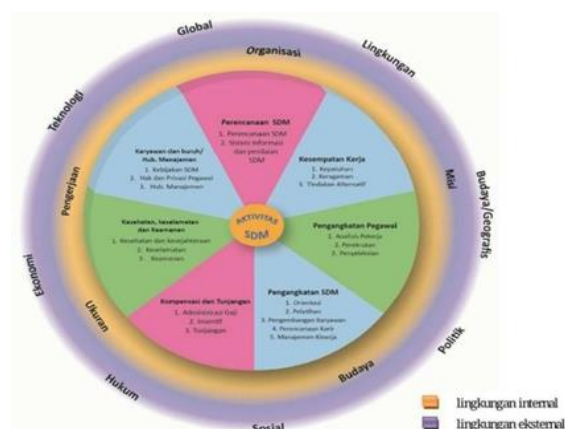 Global
Lingkungan
Organisasi
Teknologi
Misi
Budaya/Geografis
Pengerjaan
Ekonomi
Ukuran
Politik
Budaya
Hukum
Sosial
AKTIVITAS
SDM
Perencanaan SDM
1. Perencanaan SDM
2. Sistem Informasi
dan penilaian
SDM
Kesempatan Kerja
1. Kepatuhan
2. Keragaman
3. Tindakan Alternatif
Pengangkatan Pegawai
1. Analisis Pekerja
2. Perekrutan
3. Penyeleksian
Pengangkatan SDM
1. Orientasi
2. Pelatihan
3. Pengembangan Karyawan
4. Perencanaan Karir
5. Manajemen Kinerja
Kompensasi dan Tunjangan
1. Administrasi Gaji
2. Insentif
3. Tunjangan
Kesehatan, keselamatan
dan Keamanan
1. Kesehatan dan Kesejahteraan
2. Keselamatan
3. Keamanan
Karyawan dan buruh/
Hub. Manajemen
1. Kebijakan SDM
2. Hak dan Privasi Pegawai
3. Hub. Manajemen
lingkungan internal
lingkungan eksternal